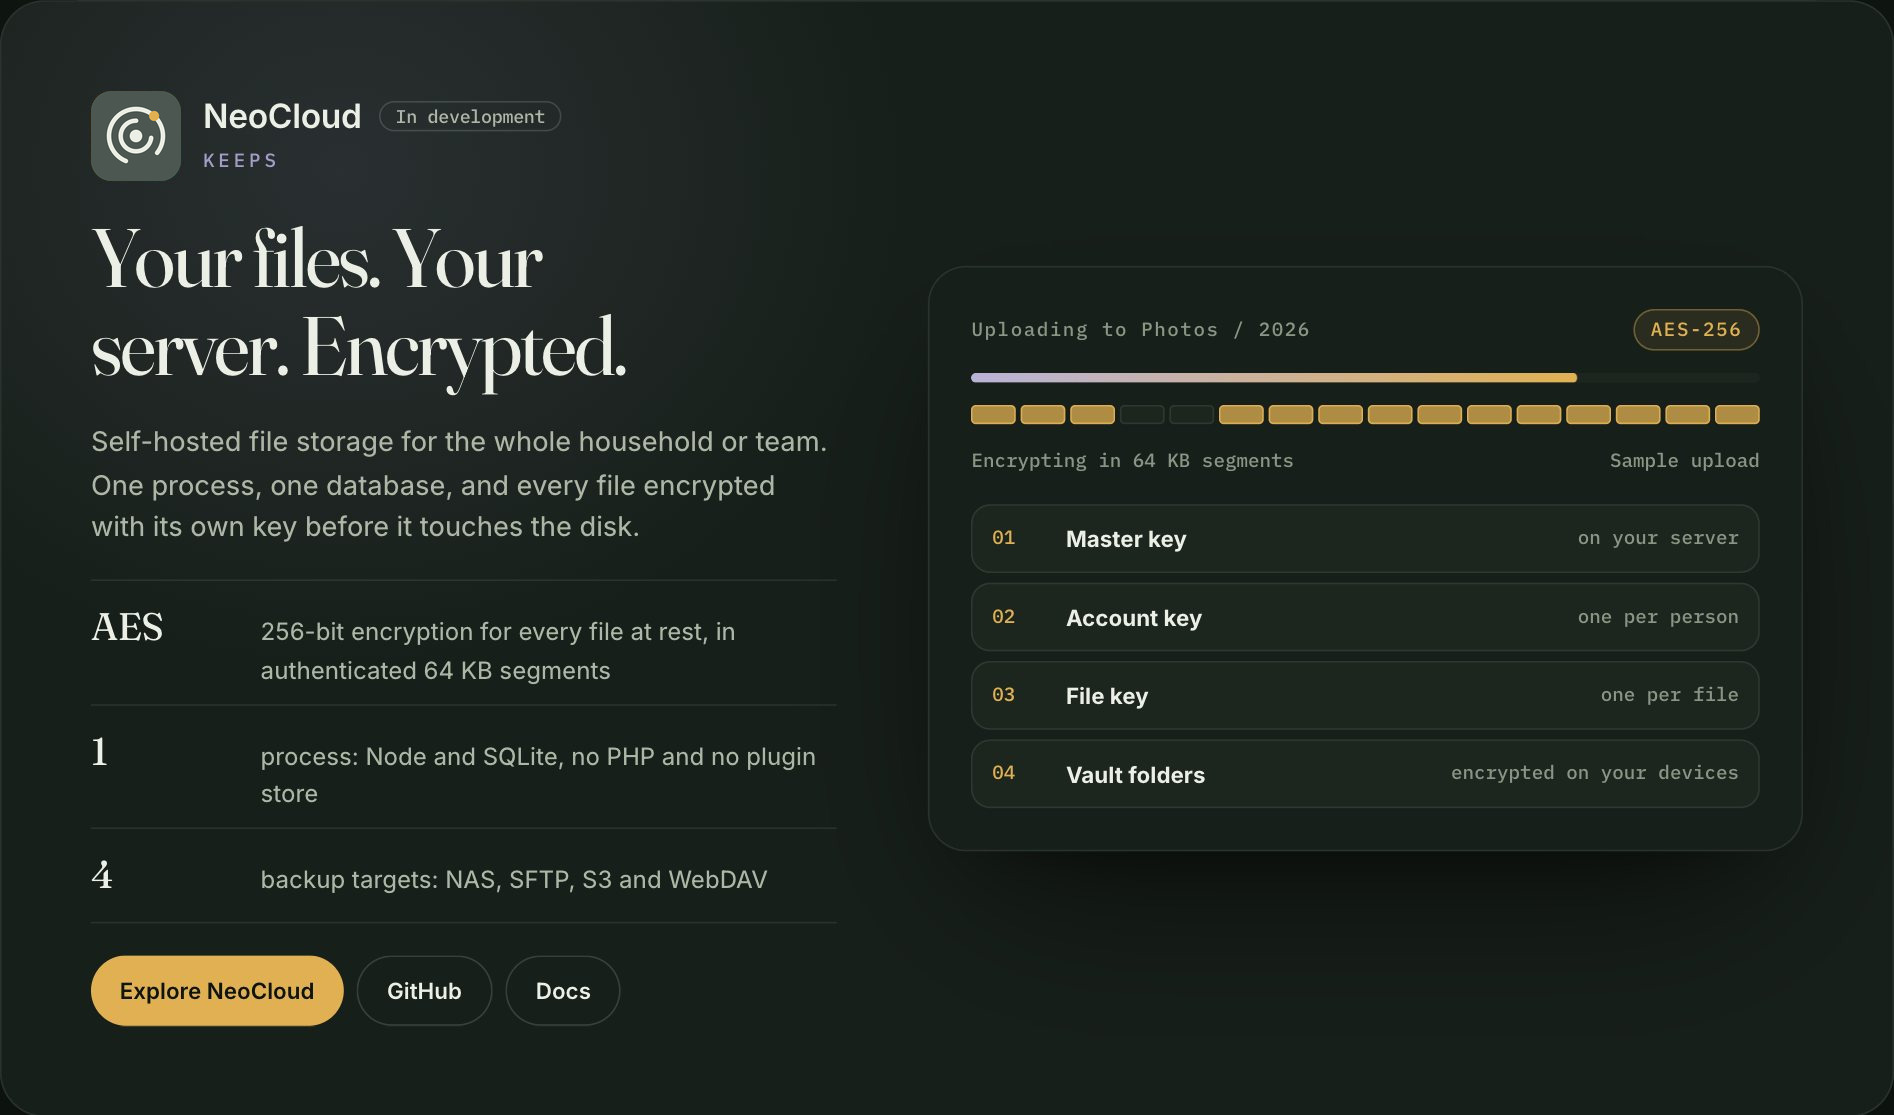 NeoCloud
In development
KEEPS
Your files. Your
server. Encrypted.
Self-hosted file storage for the whole household or team.
One process, one database, and every file encrypted
with its own key before it touches the disk.
AES
256-bit encryption for every file at rest, in
authenticated 64 KB segments
1
process: Node and SQLite, no PHP and no plugin
store
4
backup targets: NAS, SFTP, S3 and WebDAV
Explore NeoCloud
GitHub
Docs
Uploading to Photos / 2026
AES-256
Encrypting in 64 KB segments
Sample upload
01 Master key on your server
02 Account key one per person
03 File key one per file
04 Vault folders encrypted on your devices